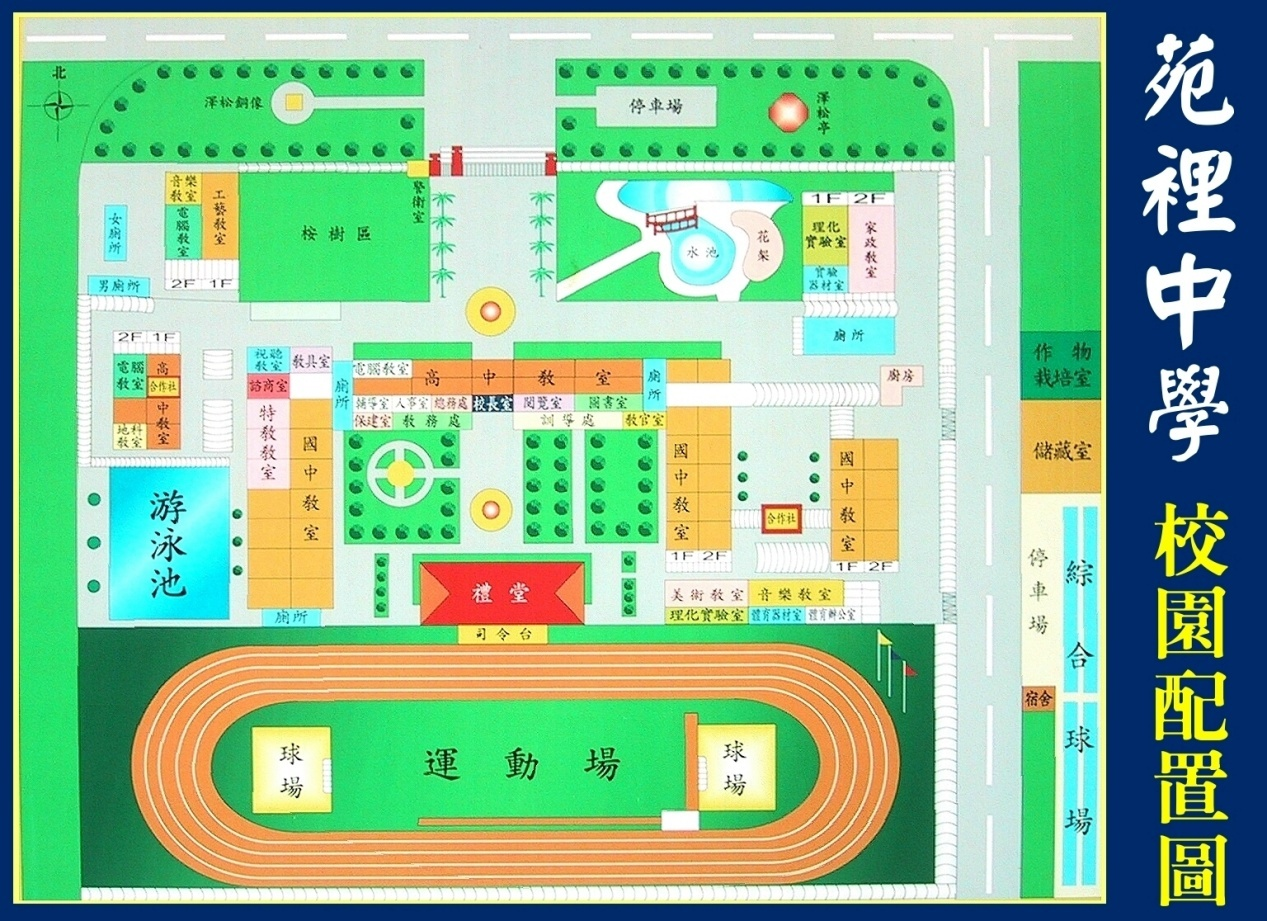 苑裡中學
校園配置圖
北
澤松銅像
停車場
澤松亭
音樂教室
電腦教室
工藝教室
2F 1F
女廁所
男廁所
桉樹區
警衛室
水池
花架
1F 2F
理化實驗室
實驗器材室
家政教室
廁所
廚房
2F 1F
電腦教室
地科教室
高中教室
合作社
視聽教室
教具室
諮商室
特教教室
國中教室
廁所
廁所
電腦教室
高中教室
輔導室
人事室
總務處
校長室
閱覽室
圖書室
保建室
教務處
訓導處
教官室
廁所
國中教室
1F 2F
合作社
國中教室
1F 2F
游泳池
禮堂
司令台
美術教室
音樂教室
理化實驗室
體育器材室
體育辦公室
球場
運動場
球場
作物栽培室
儲藏室
停車場
宿舍
綜合球場